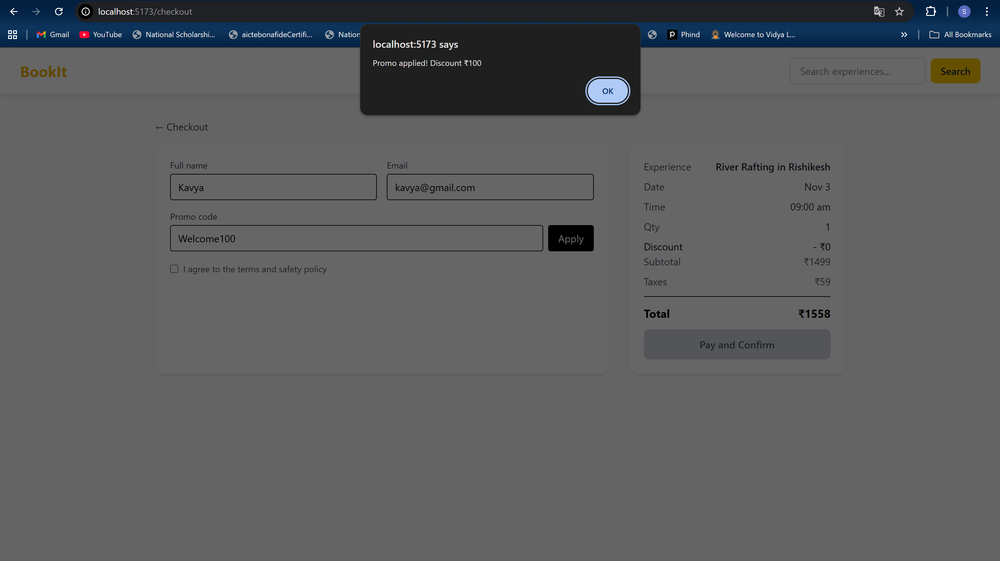 localhost:5173/checkout
Gmail
YouTube
National Scholarshi...
aictebonafideCertifi...
Nation
Phind
Welcome to Vidya L...
All Bookmarks
S
localhost:5173 says
Promo applied! Discount ₹100
OK
BookIt
Search experiences...
Search
← Checkout
Full name
Email
Kavya
kavya@gmail.com
Promo code
Welcome100
Apply
I agree to the terms and safety policy
Experience River Rafting in Rishikesh
Date Nov 3
Time 09:00 am
Qty 1
Discount - ₹0
Subtotal ₹1499
Taxes ₹59
Total ₹1558
Pay and Confirm